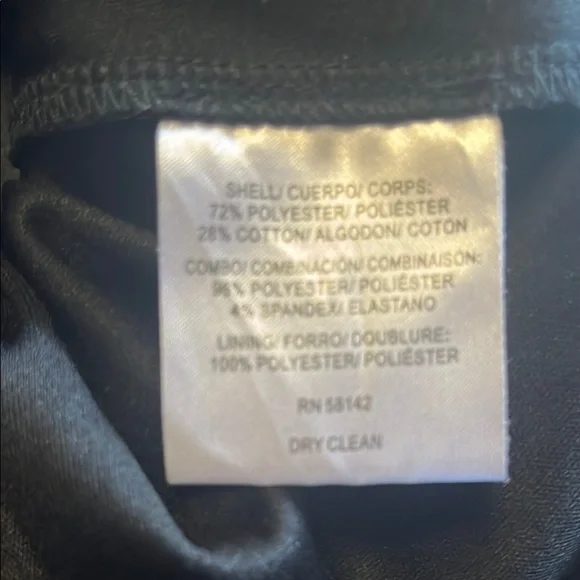 SHELL/ CUERPO/ CORPS:
72% POLYESTER/ POLIÉSTER
28% COTTON/ ALGODON/ COTON
COMBO/ COMBINACIÓN/ COMBINAISON:
96% POLYESTER/ POLIÉSTER
4% SPANDEX/ ELASTANO
LINING/ FORRO/ DOUBLURE:
100% POLYESTER/ POLIÉSTER
RN 58142
DRY CLEAN